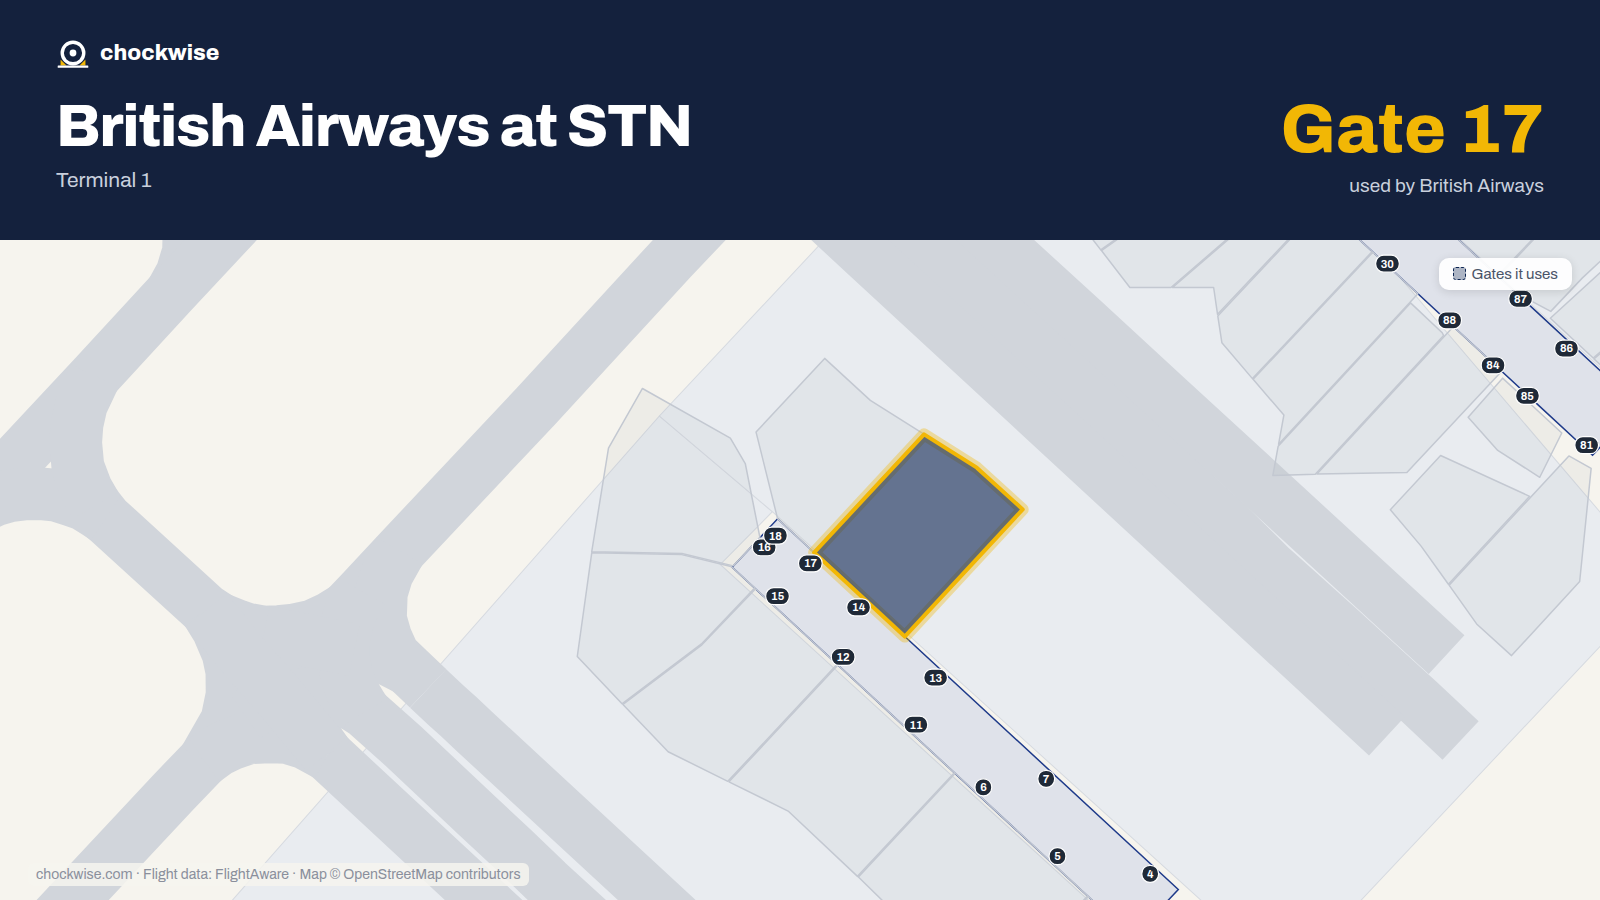 chockwise
British Airways at STN
Terminal 1
Gate 17
used by British Airways
Gates it uses
30
87
88
86
84
85
81
18
16
17
15
14
12
13
11
7
6
5
4
chockwise.com · Flight data: FlightAware · Map © OpenStreetMap contributors